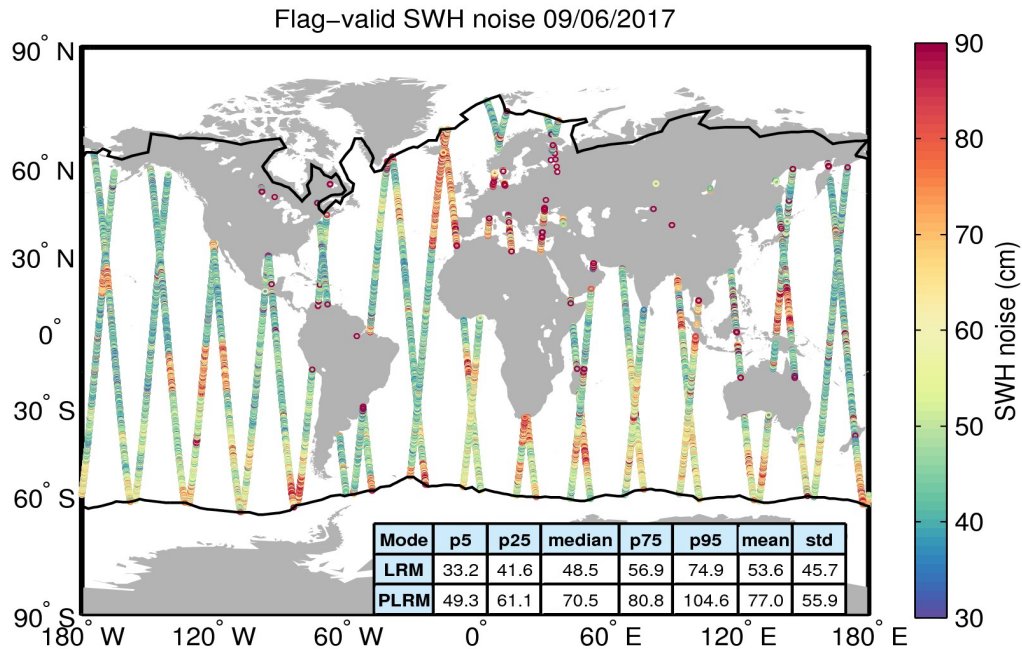 Flag−valid SWH noise 09/06/2017
90° N
60° N
30° N
0°
30° S
60° S
90° S
180° W
120° W
60° W
0°
60° E
120° E
180° E
90
80
70
60
50
40
30
SWH noise (cm)
Mode p5 p25 median p75 p95 mean std
LRM 33.2 41.6 48.5 56.9 74.9 53.6 45.7
PLRM 49.3 61.1 70.5 80.8 104.6 77.0 55.9